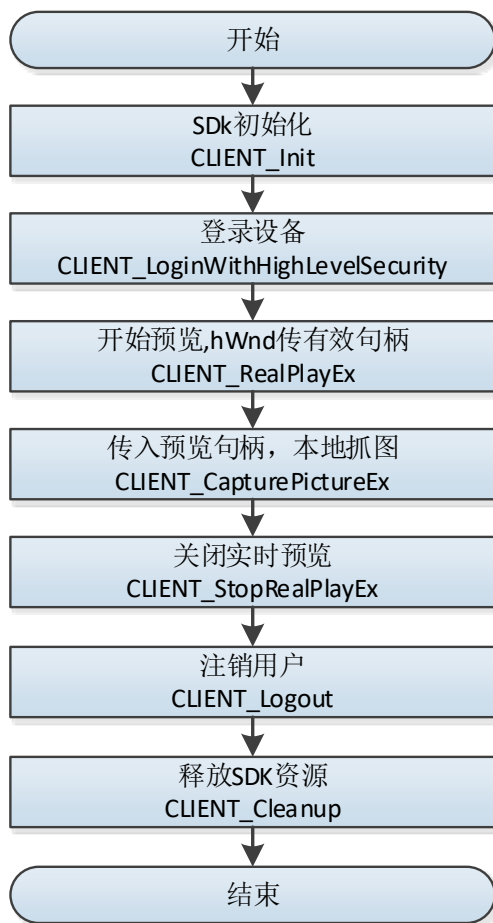 开始
SDk初始化
CLIENT_Init
登录设备
CLIENT_LoginWithHighLevelSecurity
开始预览,hWnd传有效句柄
CLIENT_RealPlayEx
传入预览句柄，本地抓图
CLIENT_CapturePictureEx
关闭实时预览
CLIENT_StopRealPlayEx
注销用户
CLIENT_Logout
释放SDK资源
CLIENT_Cleanup
结束